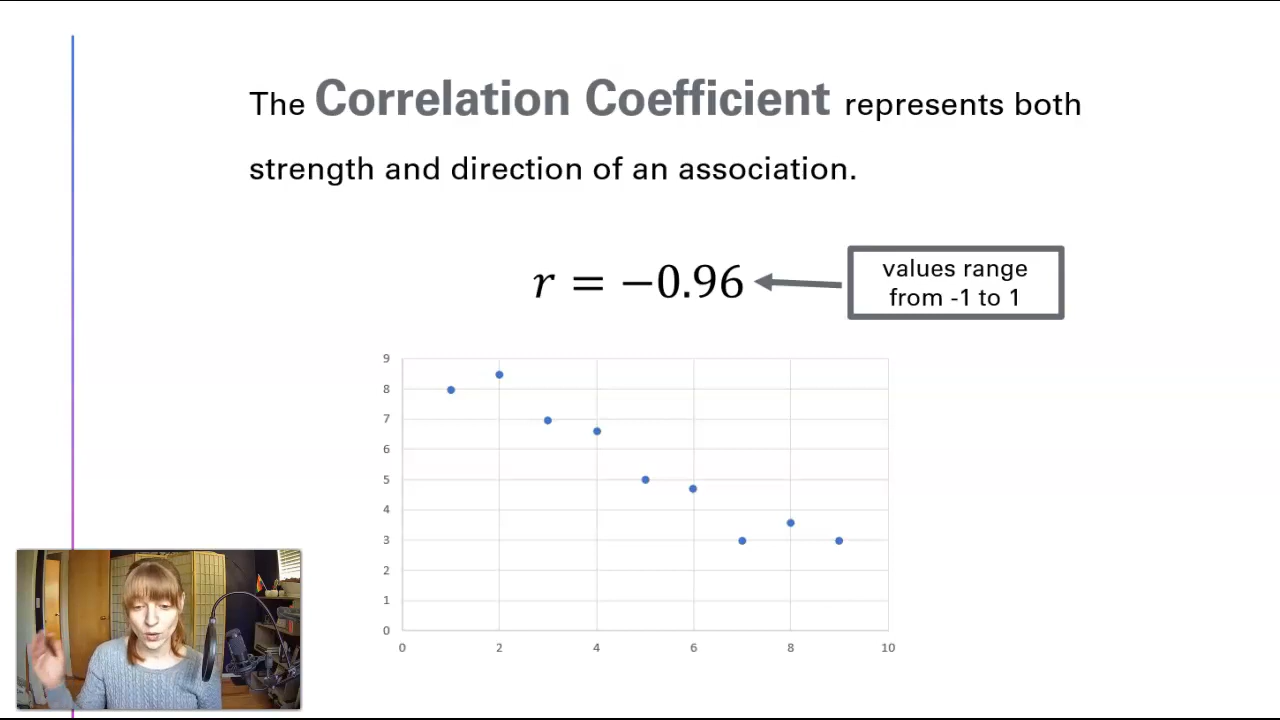 The Correlation Coefficient represents both
strength and direction of an association.
r = −0.96
values range
from -1 to 1
9
8
7
6
5
4
3
2
1
0
0 2 4 6 8 10